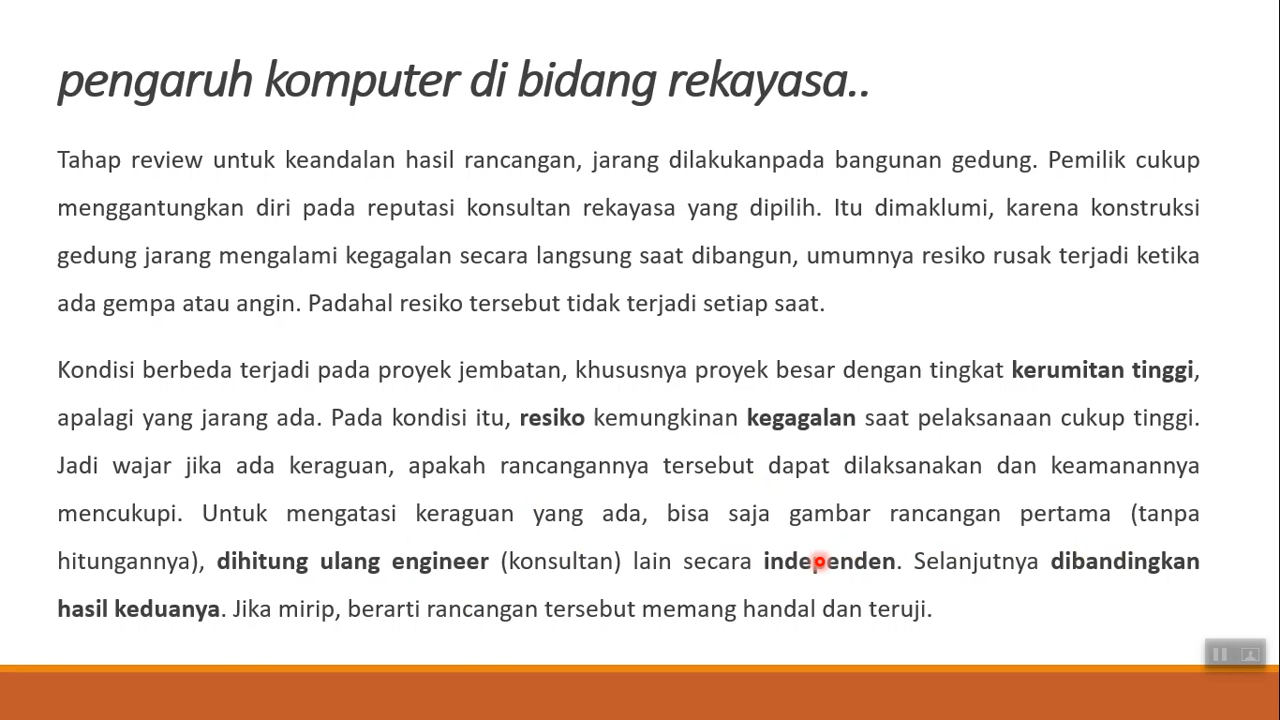 pengaruh komputer di bidang rekayasa..
Tahap review untuk keandalan hasil rancangan, jarang dilakukanpada bangunan gedung. Pemilik cukup
menggantungkan diri pada reputasi konsultan rekayasa yang dipilih. Itu dimaklumi, karena konstruksi
gedung jarang mengalami kegagalan secara langsung saat dibangun, umumnya resiko rusak terjadi ketika
ada gempa atau angin. Padahal resiko tersebut tidak terjadi setiap saat.
Kondisi berbeda terjadi pada proyek jembatan, khususnya proyek besar dengan tingkat kerumitan tinggi,
apalagi yang jarang ada. Pada kondisi itu, resiko kemungkinan kegagalan saat pelaksanaan cukup tinggi.
Jadi wajar jika ada keraguan, apakah rancangannya tersebut dapat dilaksanakan dan keamanannya
mencukupi. Untuk mengatasi keraguan yang ada, bisa saja gambar rancangan pertama (tanpa
hitungannya), dihitung ulang engineer (konsultan) lain secara independen. Selanjutnya dibandingkan
hasil keduanya. Jika mirip, berarti rancangan tersebut memang handal dan teruji.